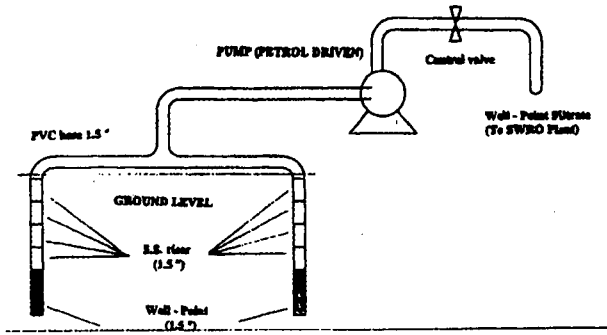 PUMP (PETROL DRIVEN)
Control valve
Well - Point Filtrate
(To SWRO Plant)
PVC hose 1.5 "
GROUND LEVEL
S.S. riser
(1.5 ")
Well - Point
(1.5 ")